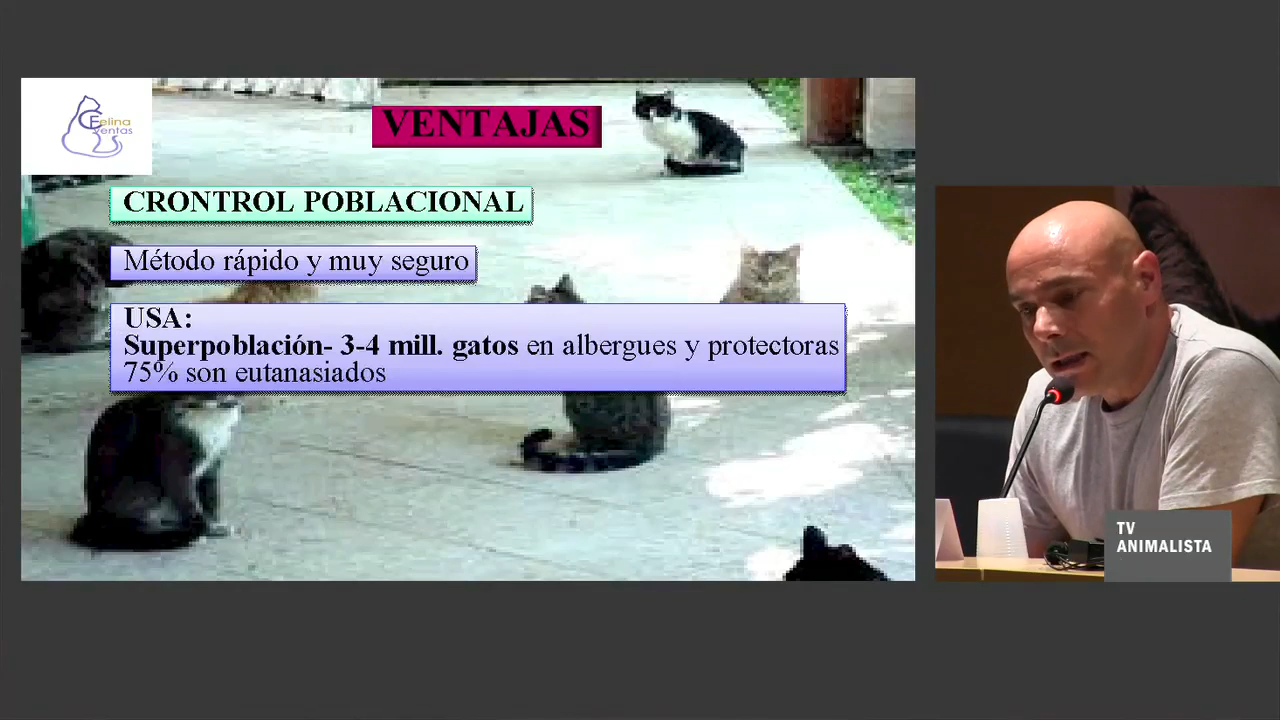 CFelina
Ventas
VENTAJAS
CRONTROL POBLACIONAL
Método rápido y muy seguro
USA:
Superpoblación- 3-4 mill. gatos en albergues y protectoras
75% son eutanasiados
TV
ANIMALISTA